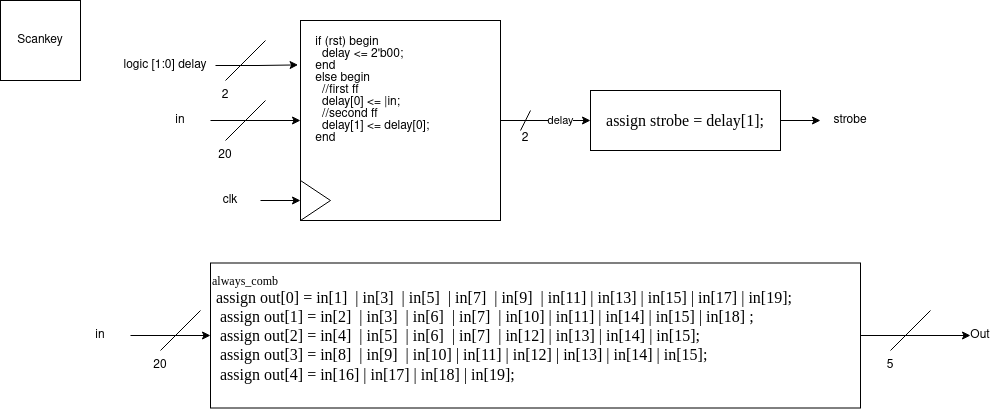 Scankey
logic [1:0] delay
2
in
20
clk
if (rst) begin
delay <= 2'b00;
end
else begin
//first ff
delay[0] <= |in;
//second ff
delay[1] <= delay[0];
end
delay
2
assign strobe = delay[1];
strobe
in
20
always_comb
assign out[0] = in[1] | in[3] | in[5] | in[7] | in[9] | in[11] | in[13] | in[15] | in[17] | in[19];
assign out[1] = in[2] | in[3] | in[6] | in[7] | in[10] | in[11] | in[14] | in[15] | in[18] ;
assign out[2] = in[4] | in[5] | in[6] | in[7] | in[12] | in[13] | in[14] | in[15];
assign out[3] = in[8] | in[9] | in[10] | in[11] | in[12] | in[13] | in[14] | in[15];
assign out[4] = in[16] | in[17] | in[18] | in[19];
5
Out